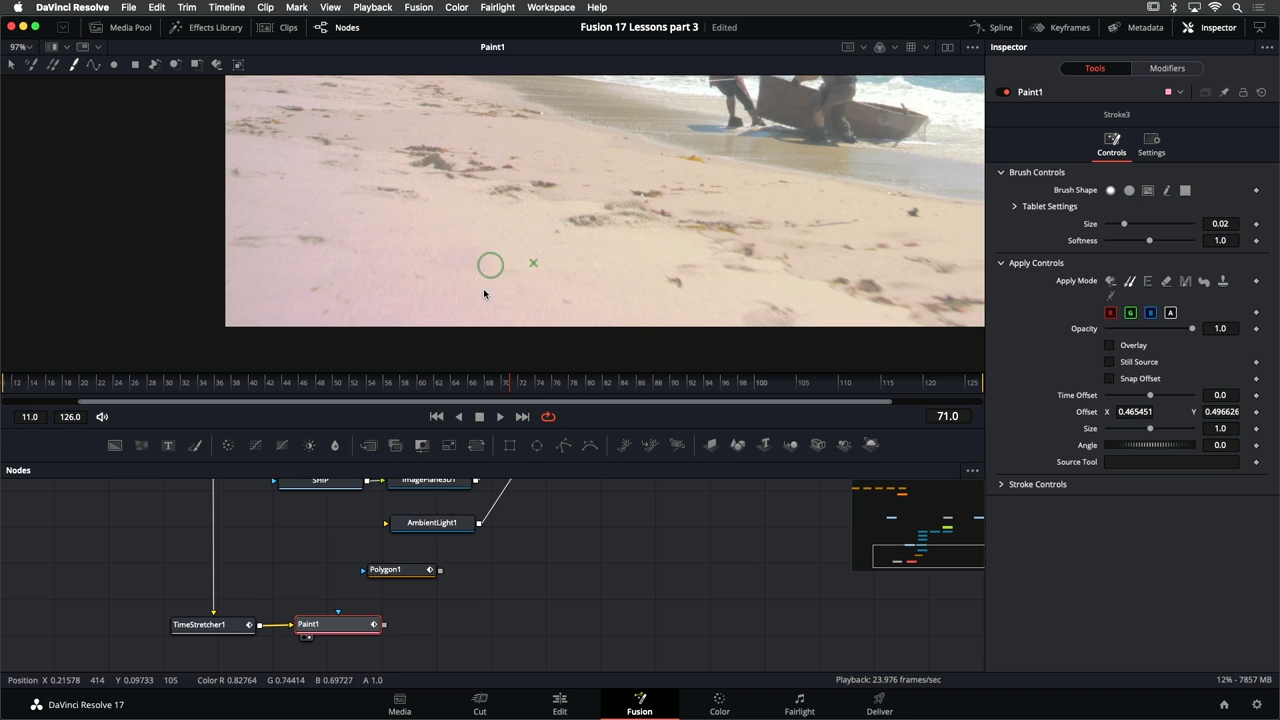 DaVinci Resolve File Edit Trim Timeline Clip Mark View Playback Fusion Color Fairlight Workspace Help
Media Pool Effects Library Clips Nodes Fusion 17 Lessons part 3 Edited Spline Keyframes Metadata Inspector
97% Paint1 Inspector
Tools Modifiers
Paint1
Stroke3
Controls Settings
Brush Controls
Brush Shape
Tablet Settings
Size 0.02
Softness 1.0
Apply Controls
Apply Mode
R G B A
Opacity 1.0
Overlay
Still Source
Snap Offset
Time Offset 0.0
Offset X 0.465451 Y 0.496626
Size 1.0
Angle 0.0
Source Tool
Stroke Controls
12 14 16 18 20 22 24 26 28 30 32 34 36 38 40 42 44 46 48 50 52 54 56 58 60 62 64 66 68 70 72 74 76 78 80 82 84 86 88 90 92 94 96 98 100 105 110 115 120 125
11.0 126.0 71.0
Nodes
SHIP ImagePlane3D1
AmbientLight1
Polygon1
TimeStretcher1 Paint1
Position X 0.21578 414 Y 0.09733 105 Color R 0.82764 G 0.74414 B 0.69727 A 1.0 Playback: 23.976 frames/sec 12% - 7857 MB
DaVinci Resolve 17 Media Cut Edit Fusion Color Fairlight Deliver